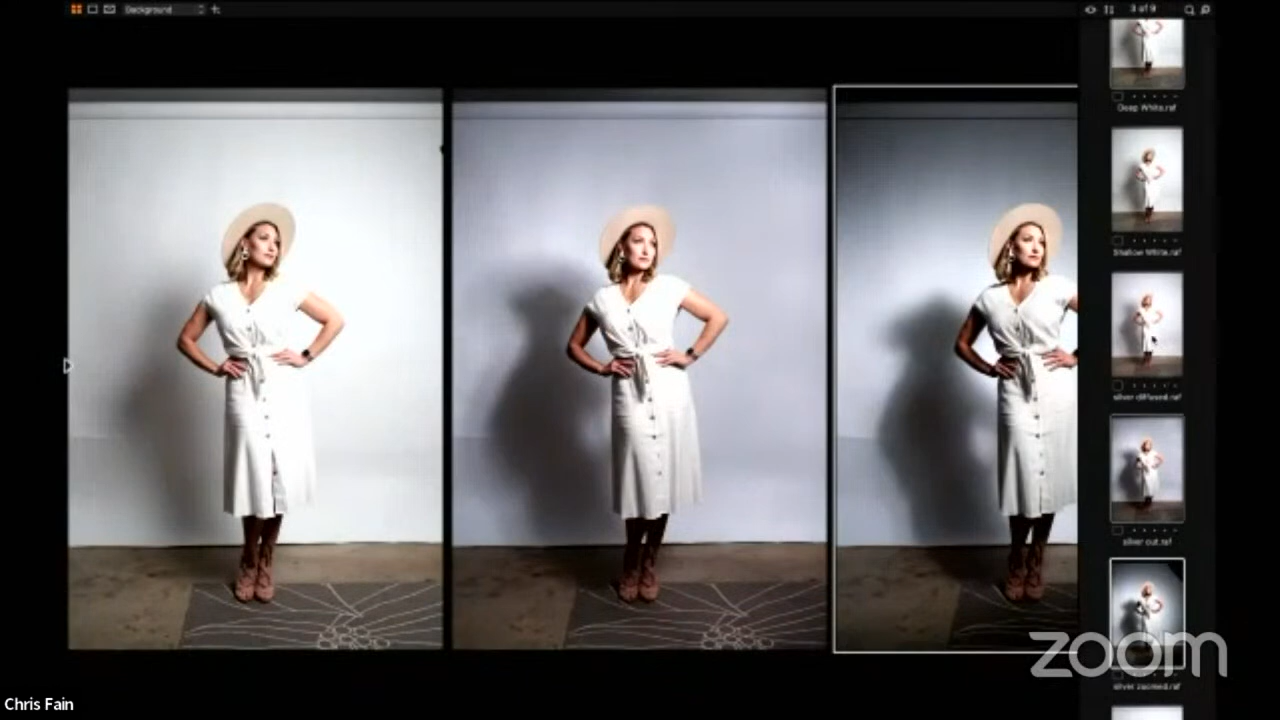 Background
3 of 9
Deep White.raf
Shallow White.raf
silver diffused.raf
silver out.raf
silver zoomed.raf
zoom
Chris Fain